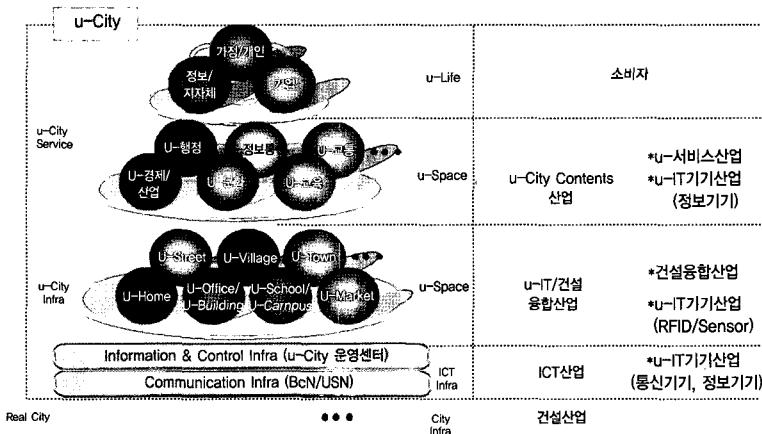 u-City
가정/개인
정보/
지자체
기업
u-Life
소비자
u-City
Service
U-행정
정보통
U-교통
U-경제/
산업
U-문화
U-교육
u-Space
u-City Contents
산업
*u-서비스산업
*u-IT기기산업
(정보기기)
U-Street
U-Village
U-Town
u-City
Infra
U-Home
U-Office/
U-Building
U-School/
U-Campus
U-Market
u-Space
u-IT/건설
융합산업
*건설융합산업
*u-IT기기산업
(RFID/Sensor)
Information & Control Infra (u-City 운영센터)
Communication Infra (BcN/USN)
ICT
Infra
ICT산업
*u-IT기기산업
(통신기기, 정보기기)
Real City
City
Infra
건설산업